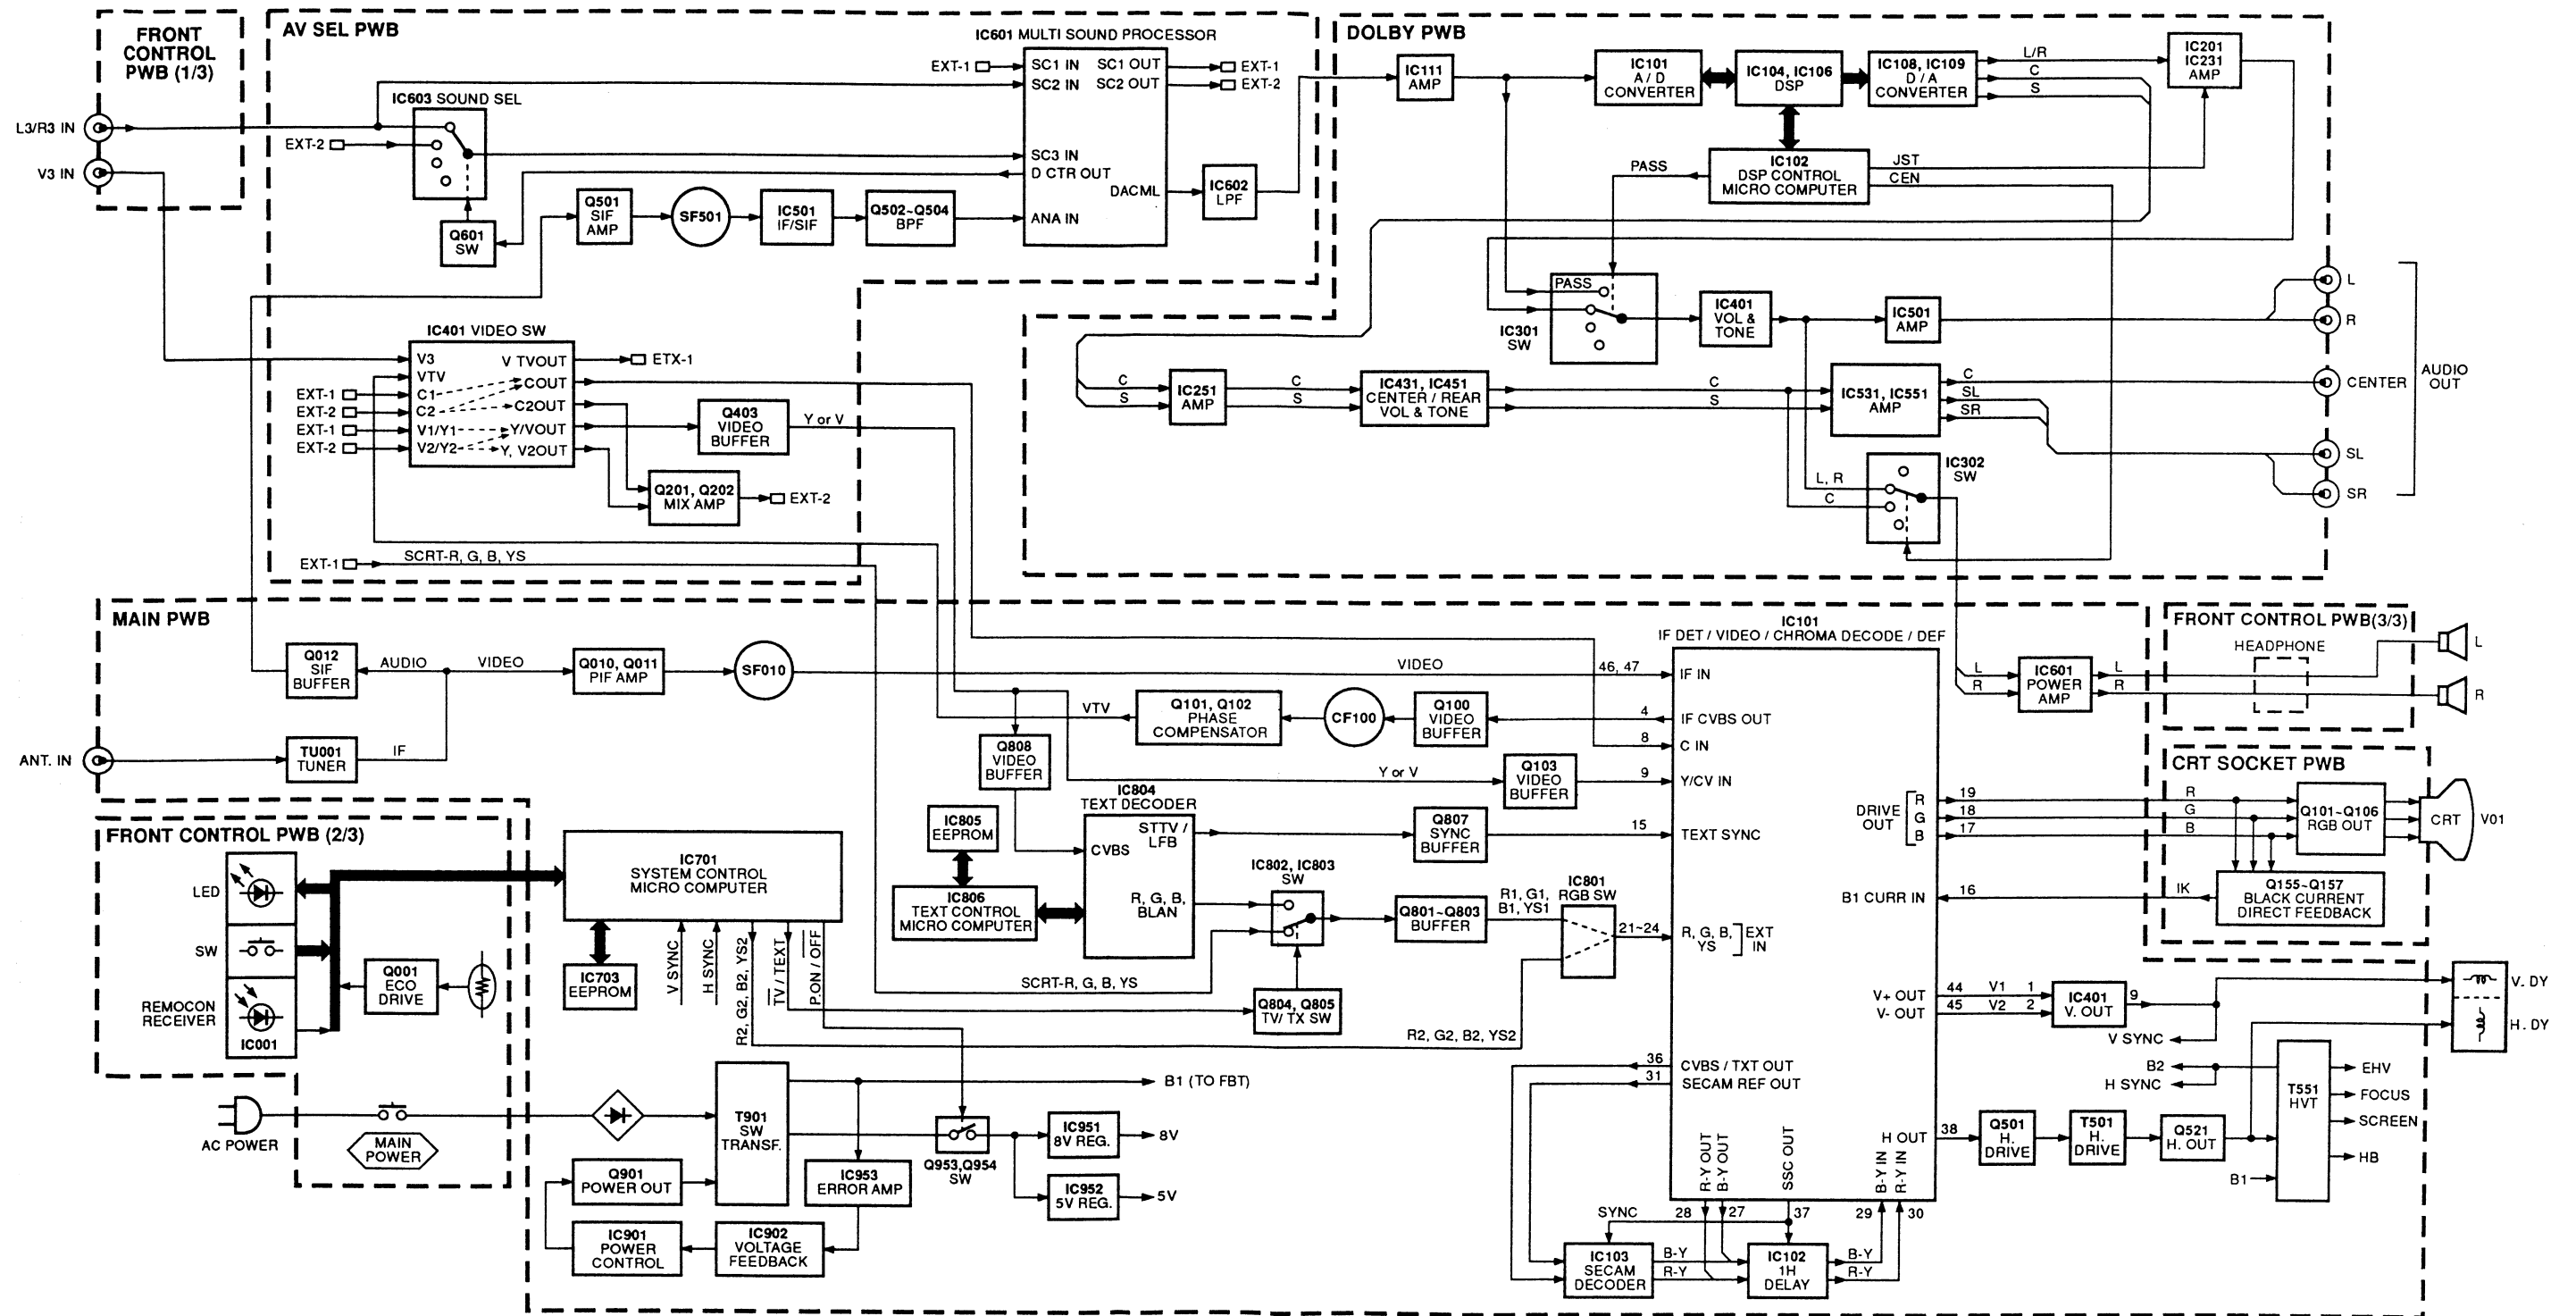 FRONT
CONTROL
PWB (1/3)
L3/R3 IN
V3 IN
AV SEL PWB
IC603 SOUND SEL
EXT-2
Q601
SW
Q501
SIF
AMP
SF501
IC501
IF/SIF
Q502~Q504
BPF
IC601 MULTI SOUND PROCESSOR
EXT-1
SC1 IN
SC1 OUT
EXT-1
SC2 IN
SC2 OUT
EXT-2
SC3 IN
D CTR OUT
DACML
ANA IN
IC602
LPF
IC401 VIDEO SW
V3
V TVOUT
ETX-1
VTV
COUT
EXT-1
C1
EXT-2
C2
C2OUT
EXT-1
V1/Y1
Y/VOUT
EXT-2
V2/Y2
Y, V2OUT
Q403
VIDEO
BUFFER
Y or V
Q201, Q202
MIX AMP
EXT-2
EXT-1
SCRT-R, G, B, YS
DOLBY PWB
IC111
AMP
IC101
A / D
CONVERTER
IC104, IC106
DSP
IC108, IC109
D / A
CONVERTER
L/R
C
S
IC201
IC231
AMP
PASS
IC102
DSP CONTROL
MICRO COMPUTER
JST
CEN
PASS
IC301
SW
IC401
VOL &
TONE
IC501
AMP
C
S
IC251
AMP
C
S
IC431, IC451
CENTER / REAR
VOL & TONE
C
S
IC531, IC551
AMP
C
SL
SR
L, R
C
IC302
SW
L
R
CENTER
SL
SR
AUDIO
OUT
MAIN PWB
Q012
SIF
BUFFER
AUDIO
VIDEO
Q010, Q011
PIF AMP
SF010
VIDEO
46, 47
ANT. IN
TU001
TUNER
IF
VTV
Q101, Q102
PHASE
COMPENSATOR
CF100
Q100
VIDEO
BUFFER
4
8
Q808
VIDEO
BUFFER
Y or V
Q103
VIDEO
BUFFER
9
IC101
IF DET / VIDEO / CHROMA DECODE / DEF
IF IN
IF CVBS OUT
C IN
Y/CV IN
TEXT SYNC
R, G, B,
YS
EXT
IN
DRIVE
OUT
R
G
B
19
18
17
B1 CURR IN
16
V+ OUT
V- OUT
44
45
V1
V2
1
2
IC401
V. OUT
9
V SYNC
CVBS / TXT OUT
36
SECAM REF OUT
31
H OUT
38
R-Y OUT
B-Y OUT
SSC OUT
B-Y IN
R-Y IN
28
27
37
29
30
SYNC
IC103
SECAM
DECODER
B-Y
R-Y
IC102
1H
DELAY
B-Y
R-Y
L
R
IC601
POWER
AMP
L
R
FRONT CONTROL PWB(3/3)
HEADPHONE
L
R
CRT SOCKET PWB
R
G
B
Q101~Q106
RGB OUT
CRT
V01
IK
Q155~Q157
BLACK CURRENT
DIRECT FEEDBACK
V. DY
H. DY
B2
H SYNC
T551
HVT
EHV
FOCUS
SCREEN
HB
B1
Q501
H.
DRIVE
T501
H.
DRIVE
Q521
H. OUT
IC804
TEXT DECODER
CVBS
STTV /
LFB
R, G, B,
BLAN
IC805
EEPROM
IC806
TEXT CONTROL
MICRO COMPUTER
Q807
SYNC
BUFFER
15
IC802, IC803
SW
Q801~Q803
BUFFER
R1, G1,
B1, YS1
IC801
RGB SW
21~24
SCRT-R, G, B, YS
Q804, Q805
TV/ TX SW
R2, G2, B2, YS2
FRONT CONTROL PWB (2/3)
LED
SW
REMOCON
RECEIVER
IC001
Q001
ECO
DRIVE
IC701
SYSTEM CONTROL
MICRO COMPUTER
IC703
EEPROM
V SYNC
H SYNC
R2, G2, B2, YS2
TV / TEXT
P.ON / OFF
AC POWER
MAIN
POWER
T901
SW
TRANSF.
B1 (TO FBT)
Q901
POWER OUT
IC953
ERROR AMP
IC901
POWER
CONTROL
IC902
VOLTAGE
FEEDBACK
Q953,Q954
SW
IC951
8V REG.
8V
IC952
5V REG.
5V